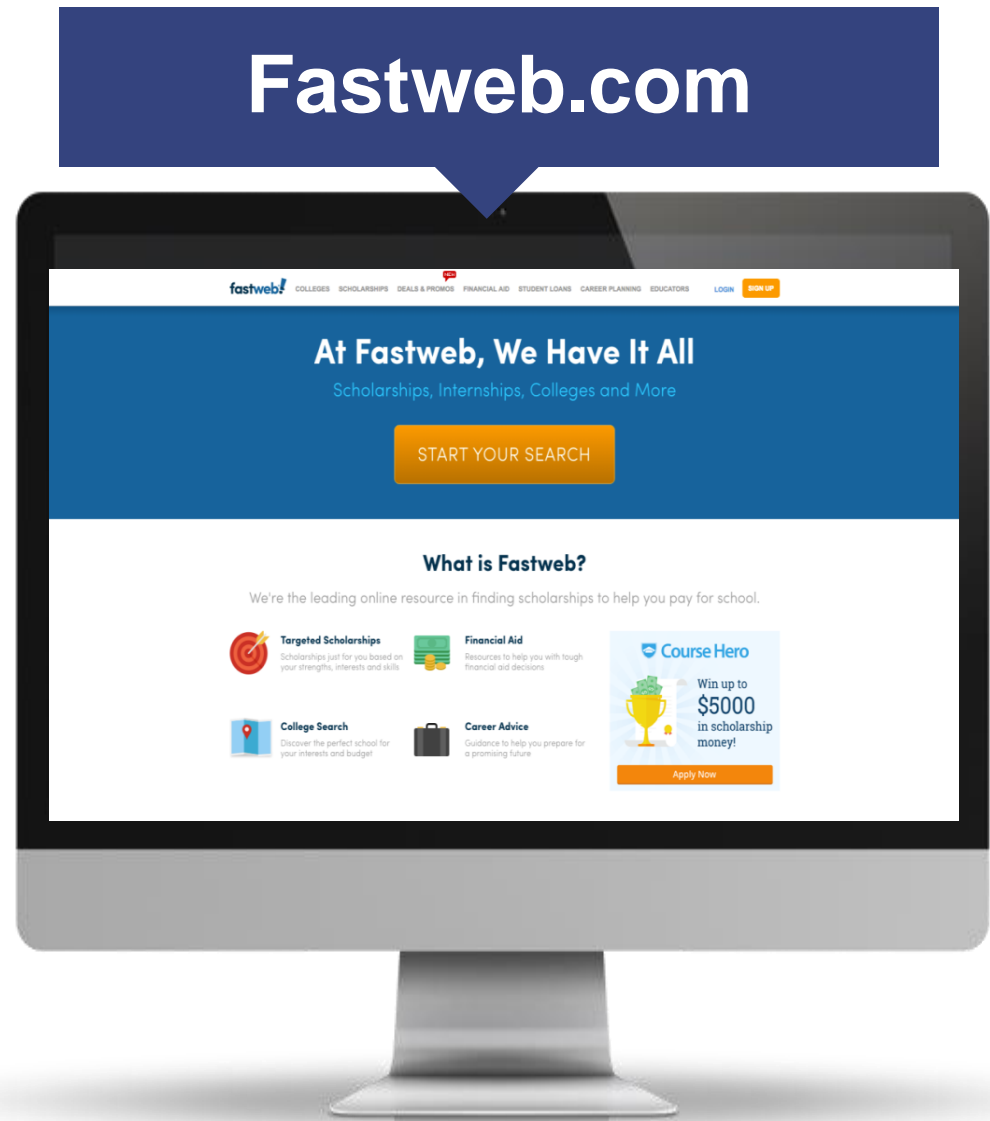 Fastweb.com
fastweb! COLLEGES SCHOLARSHIPS DEALS & PROMOS FINANCIAL AID STUDENT LOANS CAREER PLANNING EDUCATORS LOGIN SIGN UP
At Fastweb, We Have It All
Scholarships, Internships, Colleges and More
START YOUR SEARCH
What is Fastweb?
We're the leading online resource in finding scholarships to help you pay for school.
Targeted Scholarships
Scholarships just for you based on
your strengths, interests and skills
Financial Aid
Resources to help you with tough
financial aid decisions
College Search
Discover the perfect school for
your interests and budget
Career Advice
Guidance to help you prepare for
a promising future
Course Hero
Win up to
$5000
in scholarship
money!
Apply Now